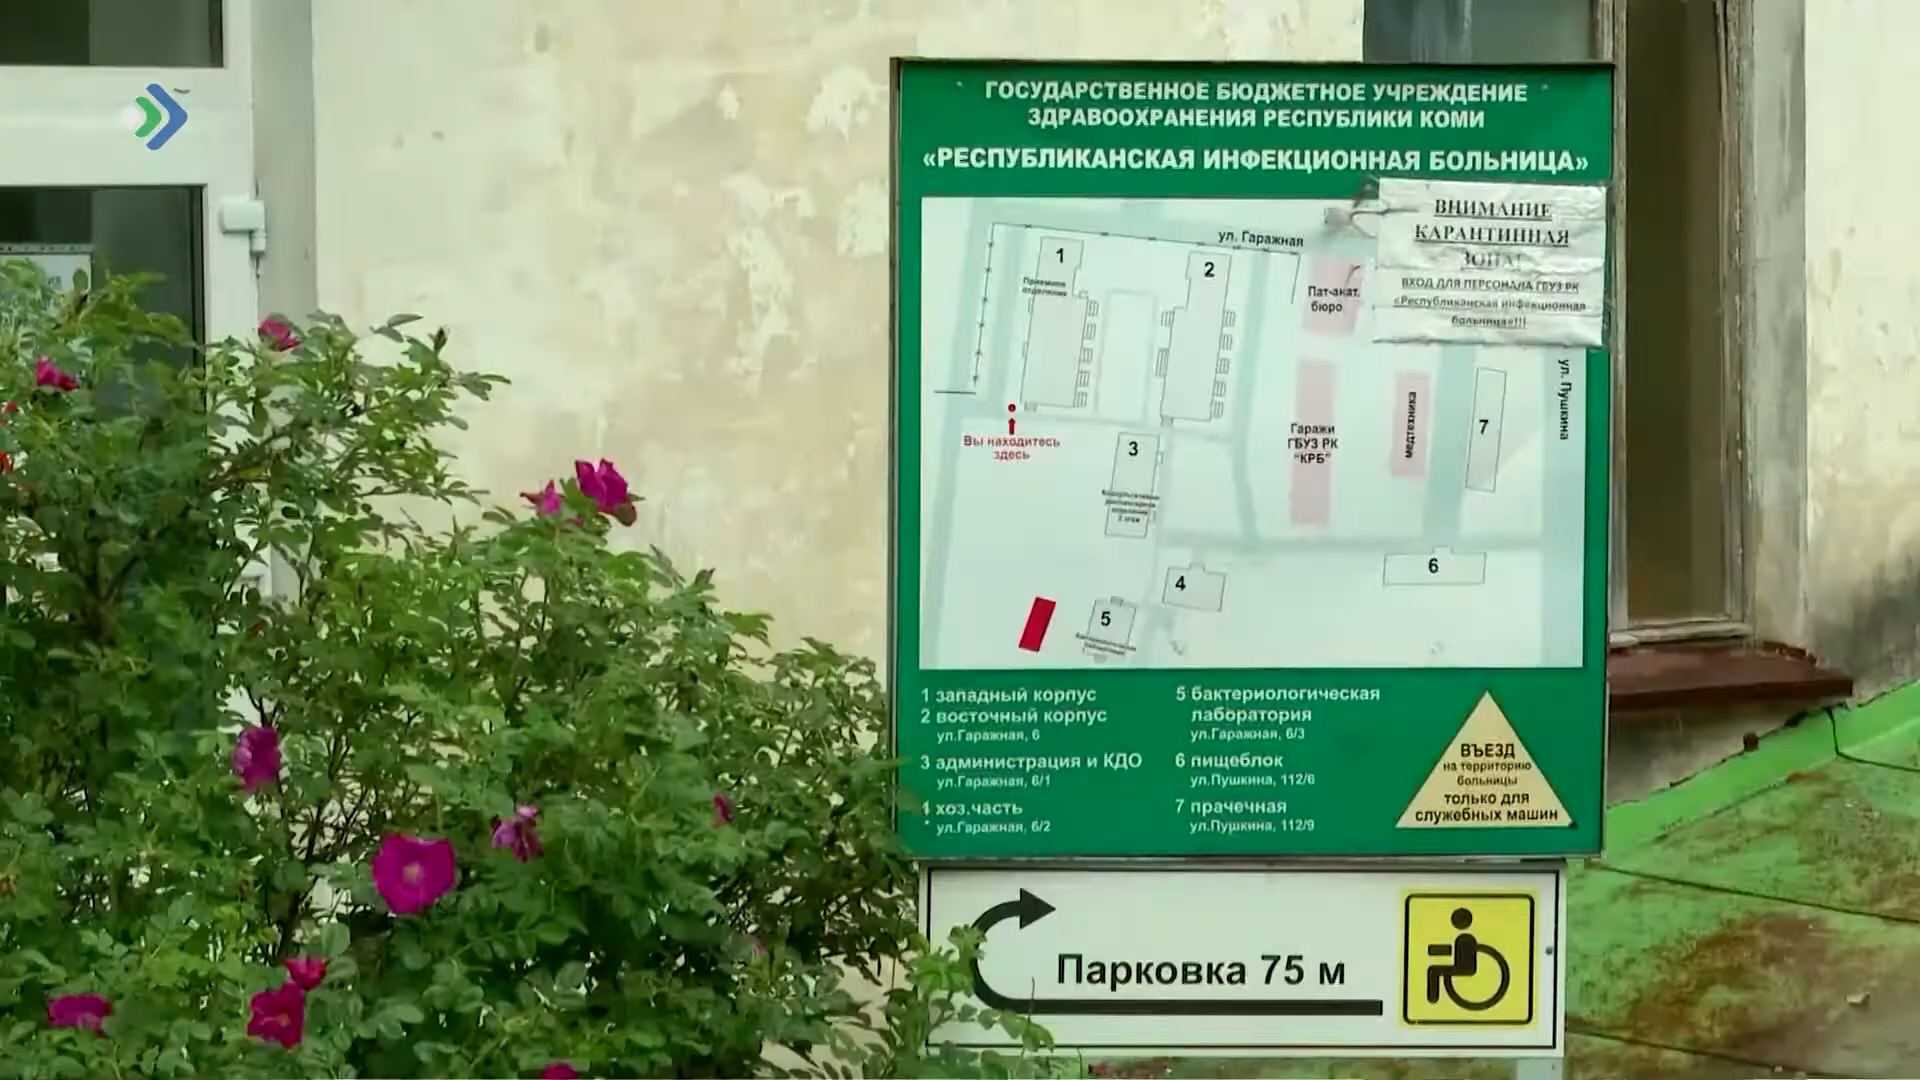 ГОСУДАРСТВЕННОЕ БЮДЖЕТНОЕ УЧРЕЖДЕНИЕ
ЗДРАВООХРАНЕНИЯ РЕСПУБЛИКИ КОМИ
«РЕСПУБЛИКАНСКАЯ ИНФЕКЦИОННАЯ БОЛЬНИЦА»
ВНИМАНИЕ
КАРАНТИННАЯ
ЗОНА!
ВХОД ДЛЯ ПЕРСОНАЛА ГБУЗ РК
«Республиканская инфекционная
больница»!!!
ул. Гаражная
1
Приемное
отделение
2
Пат-анат.
бюро
ул. Пушкина
Вы находитесь
здесь
3
Гаражи
ГБУЗ РК
"КРБ"
медтехника
7
4
5
6
1 западный корпус
2 восточный корпус
ул.Гаражная, 6
3 администрация и КДО
ул.Гаражная, 6/1
4 хоз.часть
ул.Гаражная, 6/2
5 бактериологическая
лаборатория
ул.Гаражная, 6/3
6 пищеблок
ул.Пушкина, 112/6
7 прачечная
ул.Пушкина, 112/9
ВЪЕЗД
на территорию
больницы
только для
служебных машин
Парковка 75 м